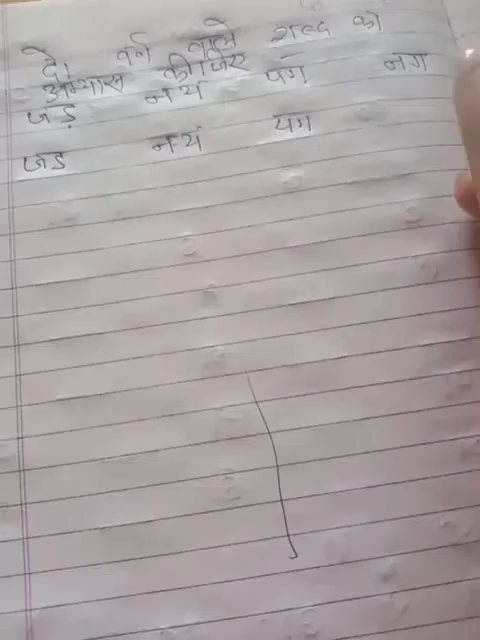 दो वर्ण वाले शब्द का
अभ्यास कीजिए
जड़ नथ पग नग
जड नथ पग